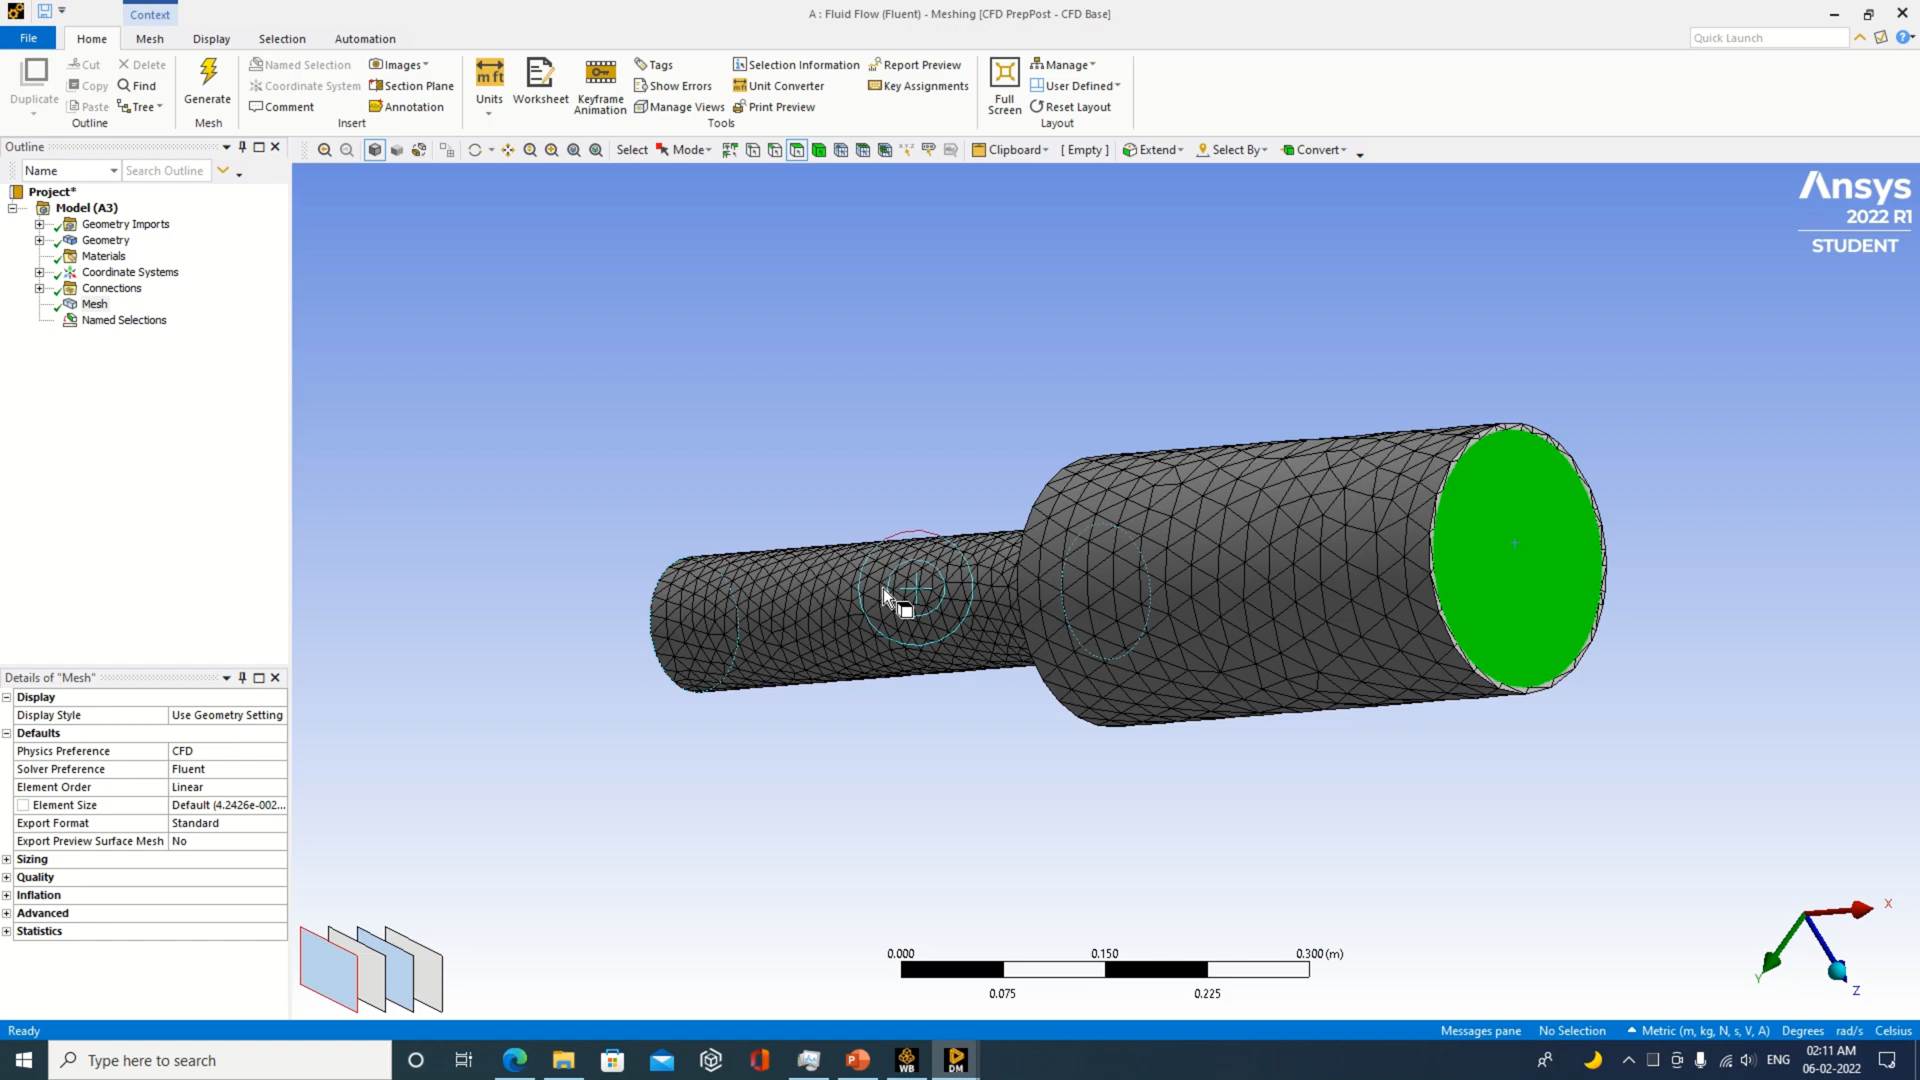 Context
A : Fluid Flow (Fluent) - Meshing [CFD PrepPost - CFD Base]
File
Home
Mesh
Display
Selection
Automation
Quick Launch
Duplicate
Cut
Delete
Copy
Find
Paste
Tree
Outline
Generate
Mesh
Named Selection
Coordinate System
Comment
Images
Section Plane
Annotation
Insert
m ft
Units
Worksheet
Keyframe
Animation
Tags
Show Errors
Manage Views
Selection Information
Unit Converter
Print Preview
Report Preview
Key Assignments
Tools
Full
Screen
Manage
User Defined
Reset Layout
Layout
Outline
Name
Search Outline
Select
Mode
Clipboard
[ Empty ]
Extend
Select By
Convert
Project*
Model (A3)
Geometry Imports
Geometry
Materials
Coordinate Systems
Connections
Mesh
Named Selections
Ansys
2022 R1
STUDENT
Details of "Mesh"
Display
Display Style Use Geometry Setting
Defaults
Physics Preference CFD
Solver Preference Fluent
Element Order Linear
Element Size Default (4.2426e-002...
Export Format Standard
Export Preview Surface Mesh No
Sizing
Quality
Inflation
Advanced
Statistics
0.000 0.150 0.300 (m)
0.075 0.225
X
Y
Z
Ready
Messages pane
No Selection
Metric (m, kg, N, s, V, A)
Degrees
rad/s
Celsius
Type here to search
WB
DM
ENG
02:11 AM
06-02-2022